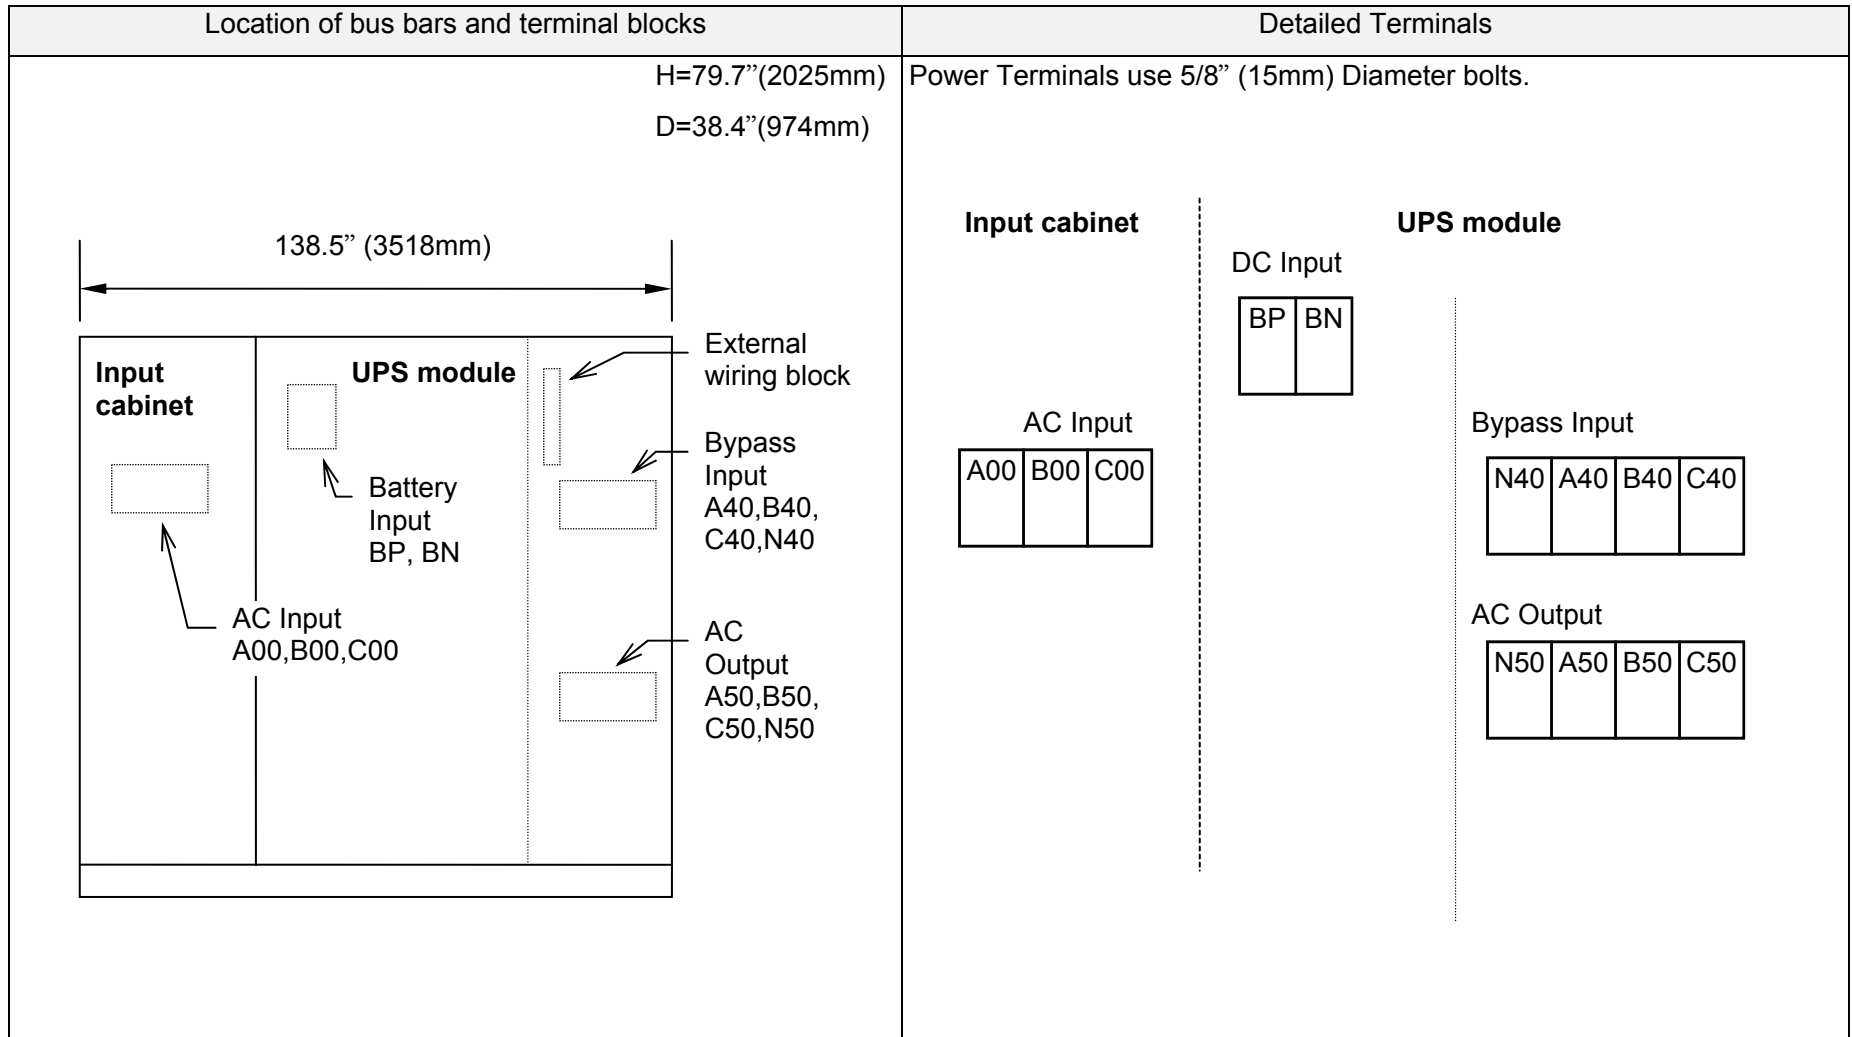 Location of bus bars and terminal blocks
Detailed Terminals
H=79.7”(2025mm)
D=38.4”(974mm)
138.5” (3518mm)
Input
cabinet
UPS module
External
wiring block
Battery
Input
BP, BN
Bypass
Input
A40,B40,
C40,N40
AC Input
A00,B00,C00
AC
Output
A50,B50,
C50,N50
Power Terminals use 5/8” (15mm) Diameter bolts.
Input cabinet
UPS module
DC Input
BP BN
AC Input
A00 B00 C00
Bypass Input
N40 A40 B40 C40
AC Output
N50 A50 B50 C50